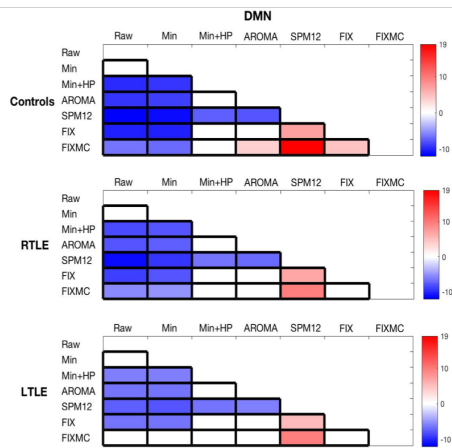 DMN
Raw Min Min+HP AROMA SPM12 FIX FIXMC
Controls
Raw
Min
Min+HP
AROMA
SPM12
FIX
FIXMC
19
10
0
-10
Raw Min Min+HP AROMA SPM12 FIX FIXMC
RTLE
Raw
Min
Min+HP
AROMA
SPM12
FIX
FIXMC
19
10
0
-10
Raw Min Min+HP AROMA SPM12 FIX FIXMC
LTLE
Raw
Min
Min+HP
AROMA
SPM12
FIX
FIXMC
19
10
0
-10